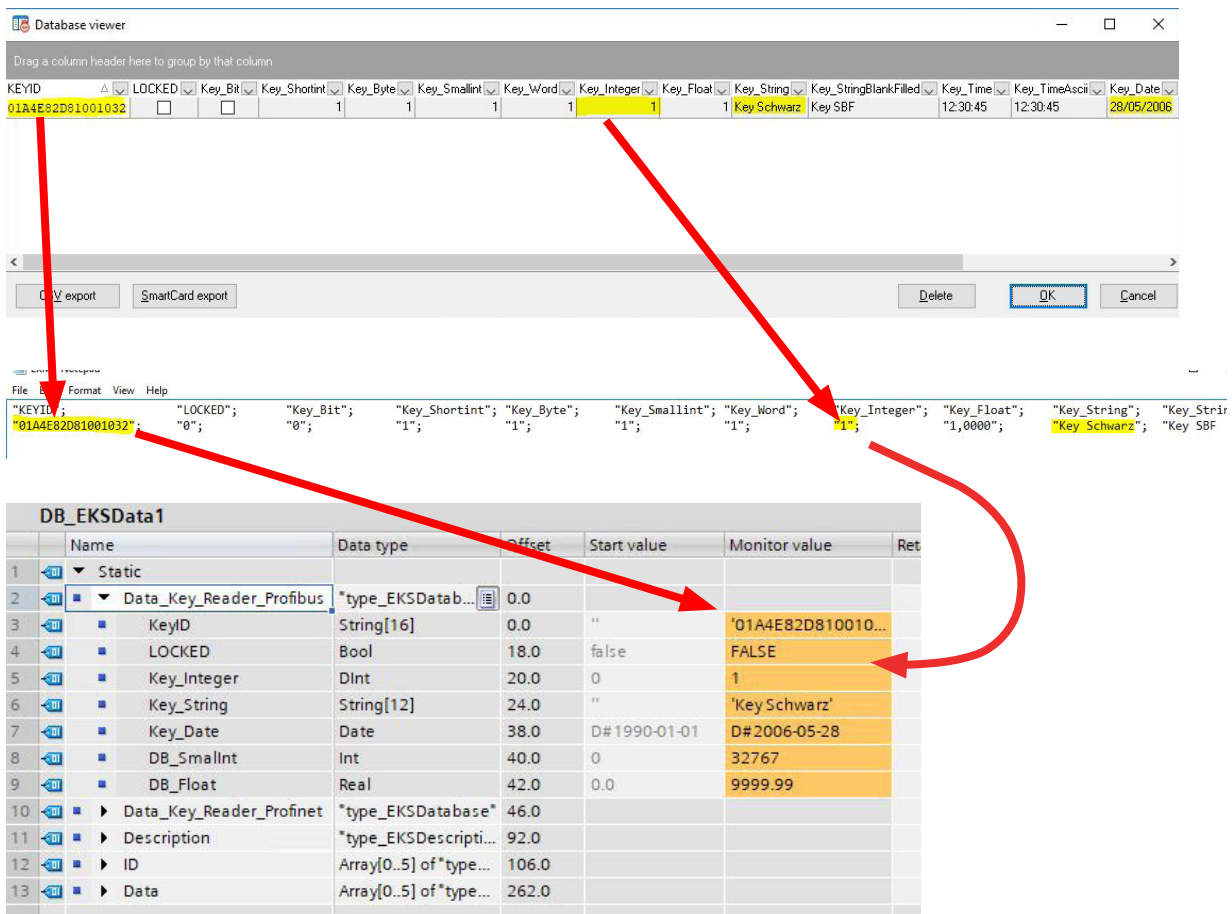 Database viewer
Drag a column header here to group by that column
KEYID LOCKED Key_Bit Key_Shortint Key_Byte Key_Smallint Key_Word Key_Integer Key_Float Key_String Key_StringBlankFilled Key_Time Key_TimeAscii Key_Date
01A4E82D81001032 1 1 1 1 1 1 Key Schwarz Key SBF 12:30:45 12:30:45 28/05/2006
export SmartCard export Delete OK Cancel
File Format View Help
"KEYID"; "LOCKED"; "Key_Bit"; "Key_Shortint"; "Key_Byte"; "Key_Smallint"; "Key_Word"; "Key_Integer"; "Key_Float"; "Key_String"; "Key_Strin
"01A4E82D81001032"; "0"; "0"; "1"; "1"; "1"; "1"; "1"; "1,0000"; "Key Schwarz"; "Key SBF
DB_EKSData1
Name Data type Offset Start value Monitor value Ret
1 Static
2 Data_Key_Reader_Profibus "type_EKSDatab... 0.0
3 KeyID String[16] 0.0 '' '01A4E82D810010...
4 LOCKED Bool 18.0 false FALSE
5 Key_Integer DInt 20.0 0 1
6 Key_String String[12] 24.0 '' 'Key Schwarz'
7 Key_Date Date 38.0 D#1990-01-01 D#2006-05-28
8 DB_SmallInt Int 40.0 0 32767
9 DB_Float Real 42.0 0.0 9999.99
10 Data_Key_Reader_Profinet "type_EKSDatabase" 46.0
11 Description "type_EKSDescripti... 92.0
12 ID Array[0..5] of "type... 106.0
13 Data Array[0..5] of "type... 262.0